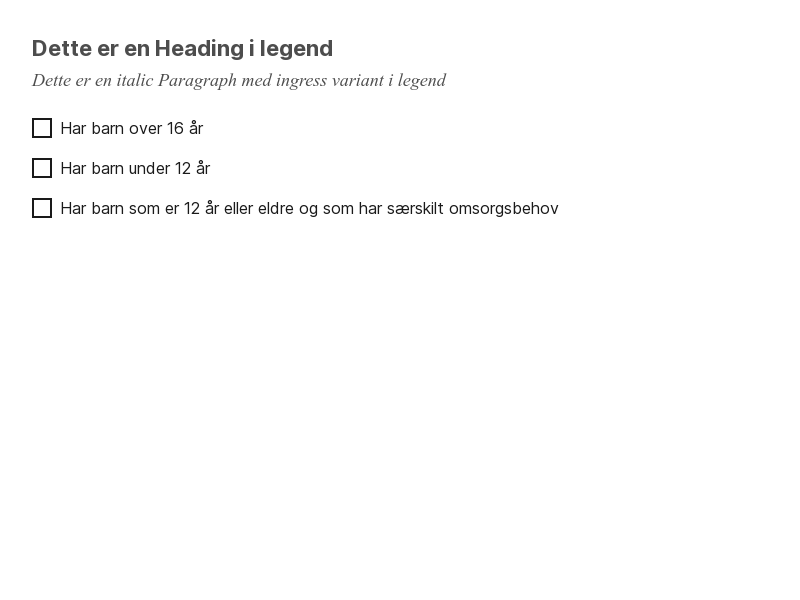 Dette er en Heading i legend
Dette er en italic Paragraph med ingress variant i legend
Har barn over 16 år
Har barn under 12 år
Har barn som er 12 år eller eldre og som har særskilt omsorgsbehov